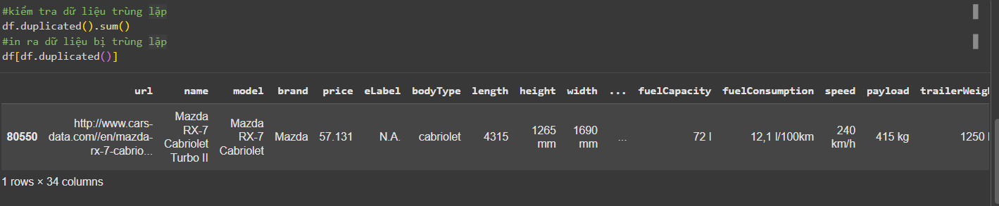 #kiểm tra dữ liệu trùng lặp
df.duplicated().sum()
#in ra dữ liệu bị trùng lặp
df[df.duplicated()]
url name model brand price eLabel bodyType length height width ... fuelCapacity fuelConsumption speed payload trailerWeigh
80550 http://www.cars-data.com//en/mazda-rx-7-cabrio... Mazda RX-7 Cabriolet Turbo II Mazda RX-7 Cabriolet Mazda 57.131 N.A. cabriolet 4315 1265 mm 1690 mm ... 72 l 12,1 l/100km 240 km/h 415 kg 1250
1 rows × 34 columns